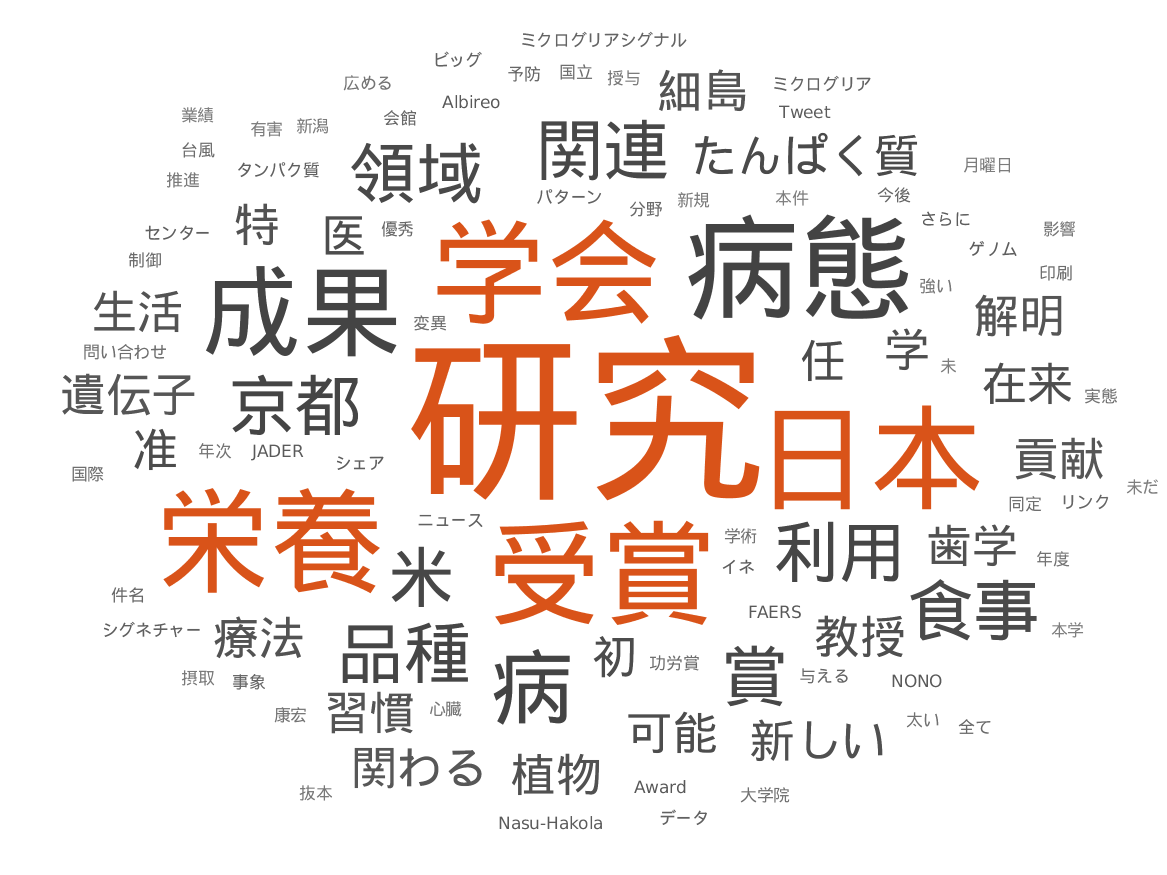 ミクログリアシグナル
ビッグ
予防 国立 授与
広める
細島
ミクログリア
Albireo
Tweet
業績
会館
有害 新潟
関連
たんぱく質
台風
領域
月曜日
タンパク質
推進
パターン
分野 新規 本件 今後
特
医
優秀
さらに
センター
学会
病態
影響
ゲノム
制御
印刷
成果
強い
生活
変異
解明
問い合わせ
研究
任
学
未
遺伝子
京都
在来
実態
准
年次 JADER
シェア
日本
貢献
国際
未だ
栄養
同定 リンク
ニュース
受賞
学術
利用
歯学
米
イネ
年度
件名
食事
FAERS
シグネチャー
療法
品種
初
功労賞
教授
本学
病
賞
与える
NONO
摂取 事象
康宏
習慣
心臓
可能
新しい
太い 全て
関わる
植物
抜本
Award
大学院
Nasu-Hakola
データ